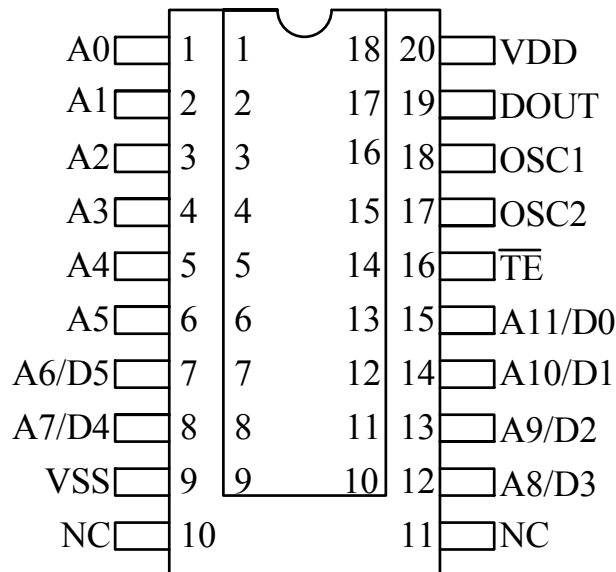 A0 1 1 18 20 VDD
A1 2 2 17 19 DOUT
A2 3 3 16 18 OSC1
A3 4 4 15 17 OSC2
A4 5 5 14 16 T̅E̅
A5 6 6 13 15 A11/D0
A6/D5 7 7 12 14 A10/D1
A7/D4 8 8 11 13 A9/D2
VSS 9 9 10 12 A8/D3
NC 10 11 NC